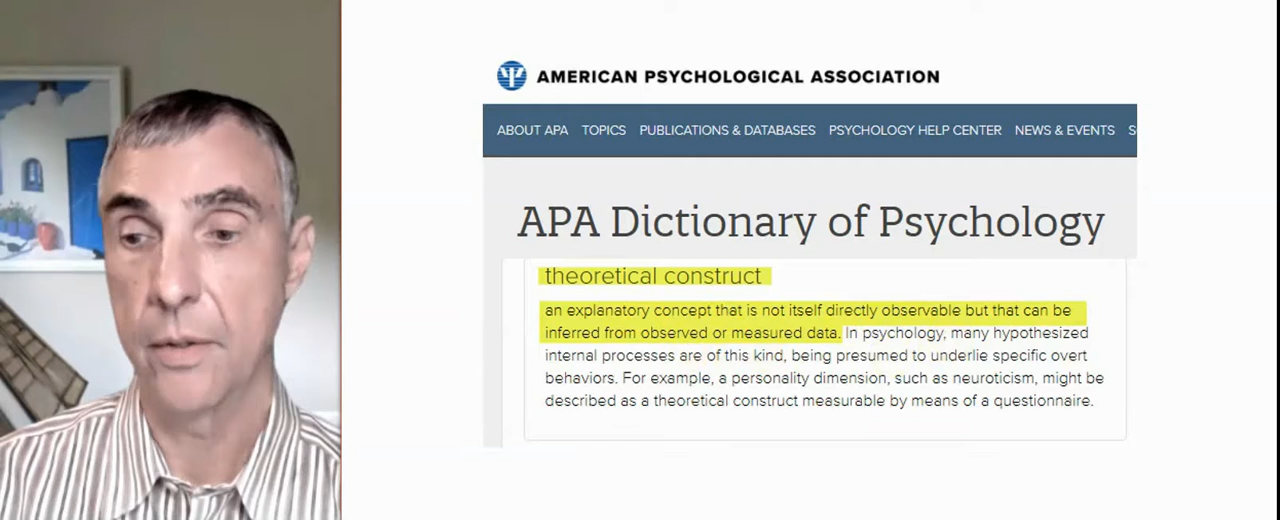 AMERICAN PSYCHOLOGICAL ASSOCIATION
ABOUT APA TOPICS PUBLICATIONS & DATABASES PSYCHOLOGY HELP CENTER NEWS & EVENTS S
APA Dictionary of Psychology
theoretical construct
an explanatory concept that is not itself directly observable but that can be
inferred from observed or measured data. In psychology, many hypothesized
internal processes are of this kind, being presumed to underlie specific overt
behaviors. For example, a personality dimension, such as neuroticism, might be
described as a theoretical construct measurable by means of a questionnaire.